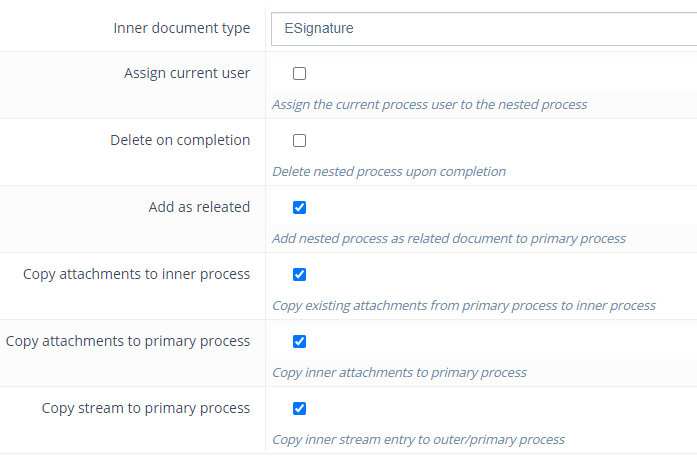 Inner document type
ESignature
Assign current user
Assign the current process user to the nested process
Delete on completion
Delete nested process upon completion
Add as releated
Add nested process as related document to primary process
Copy attachments to inner process
Copy existing attachments from primary process to inner process
Copy attachments to primary process
Copy inner attachments to primary process
Copy stream to primary process
Copy inner stream entry to outer/primary process